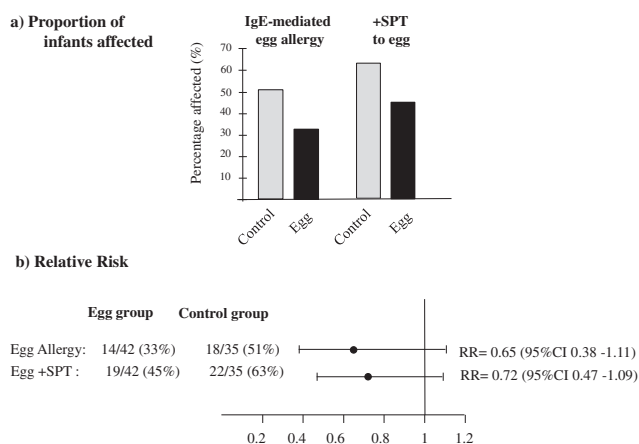 a) Proportion of
infants affected
IgE-mediated
egg allergy
+SPT
to egg
Percentage affected (%)
70
60
50
40
30
20
10
Control
Egg
Control
Egg
b) Relative Risk
Egg group Control group
Egg Allergy: 14/42 (33%) 18/35 (51%) RR= 0.65 (95%CI 0.38 -1.11)
Egg +SPT : 19/42 (45%) 22/35 (63%) RR= 0.72 (95%CI 0.47 -1.09)
0.2 0.4 0.6 0.8 1 1.2